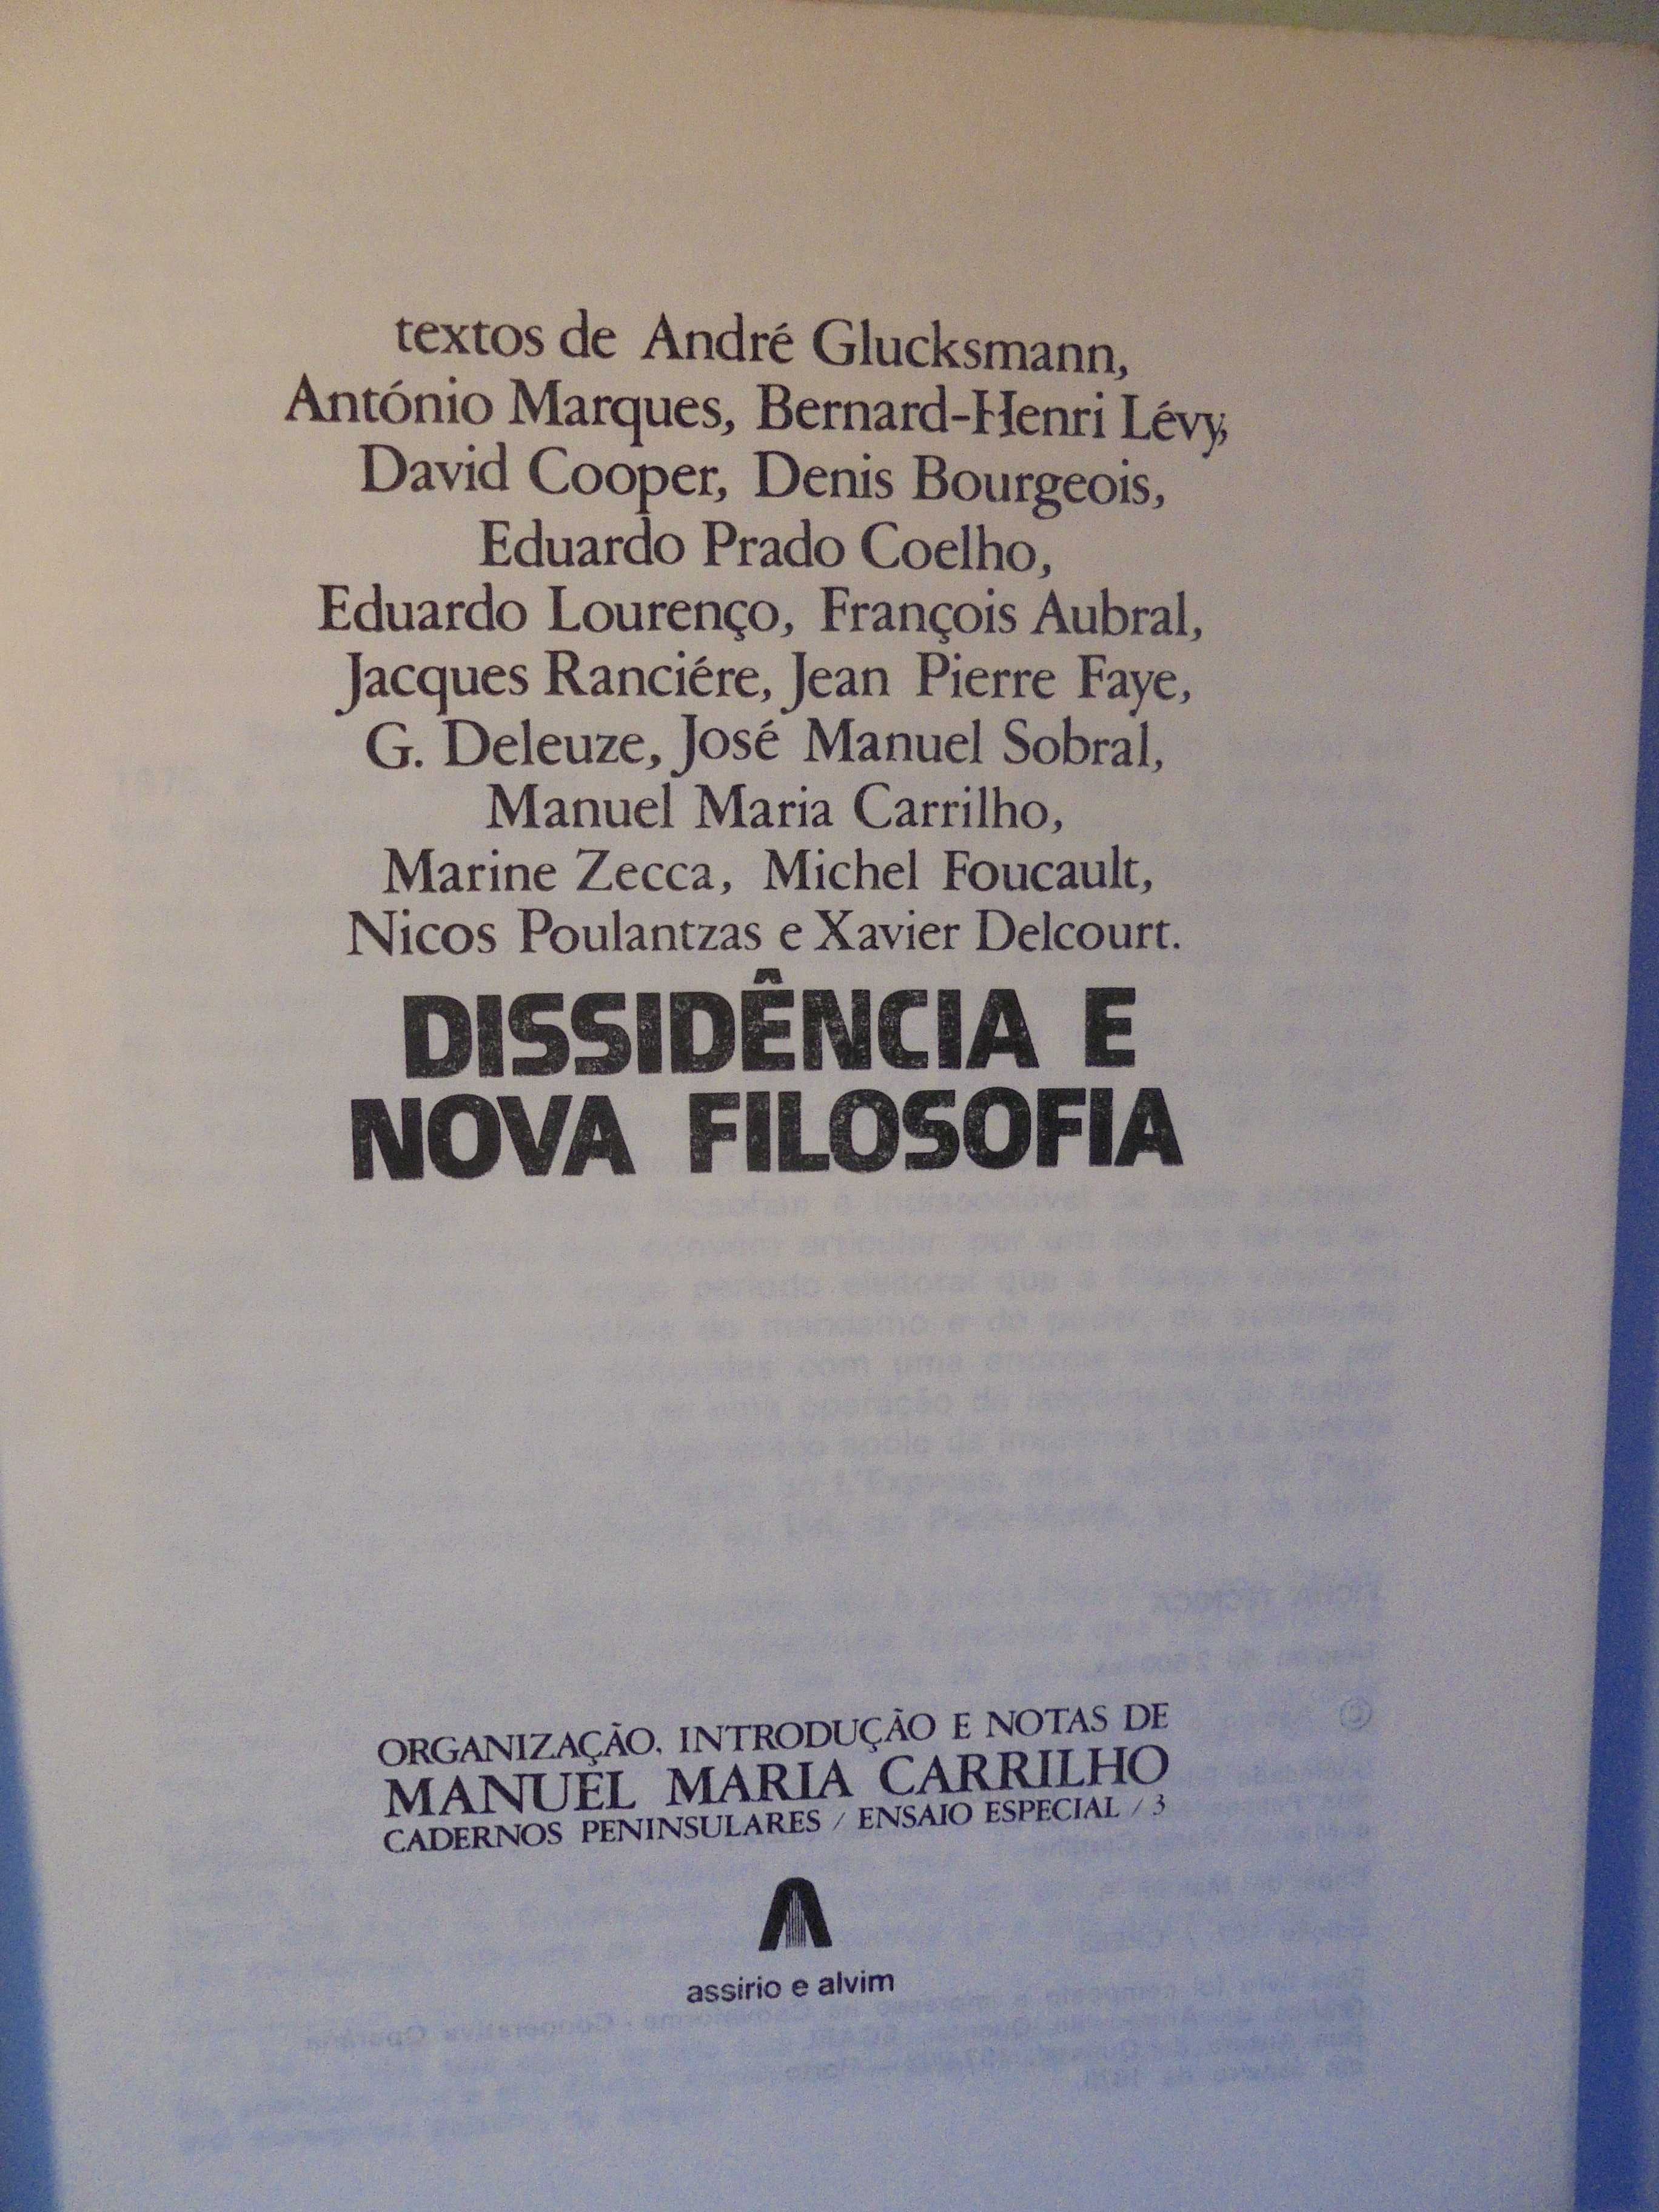 textos de André Glucksmann,
António Marques, Bernard-Henri Lévy,
David Cooper, Denis Bourgeois,
Eduardo Prado Coelho,
Eduardo Lourenço, François Aubral,
Jacques Ranciére, Jean Pierre Faye,
G. Deleuze, José Manuel Sobral,
Manuel Maria Carrilho,
Marine Zecca, Michel Foucault,
Nicos Poulantzas e Xavier Delcourt.
DISSIDÊNCIA E
NOVA FILOSOFIA
ORGANIZAÇÃO, INTRODUÇÃO E NOTAS DE
MANUEL MARIA CARRILHO
CADERNOS PENINSULARES / ENSAIO ESPECIAL / 3
assirio e alvim